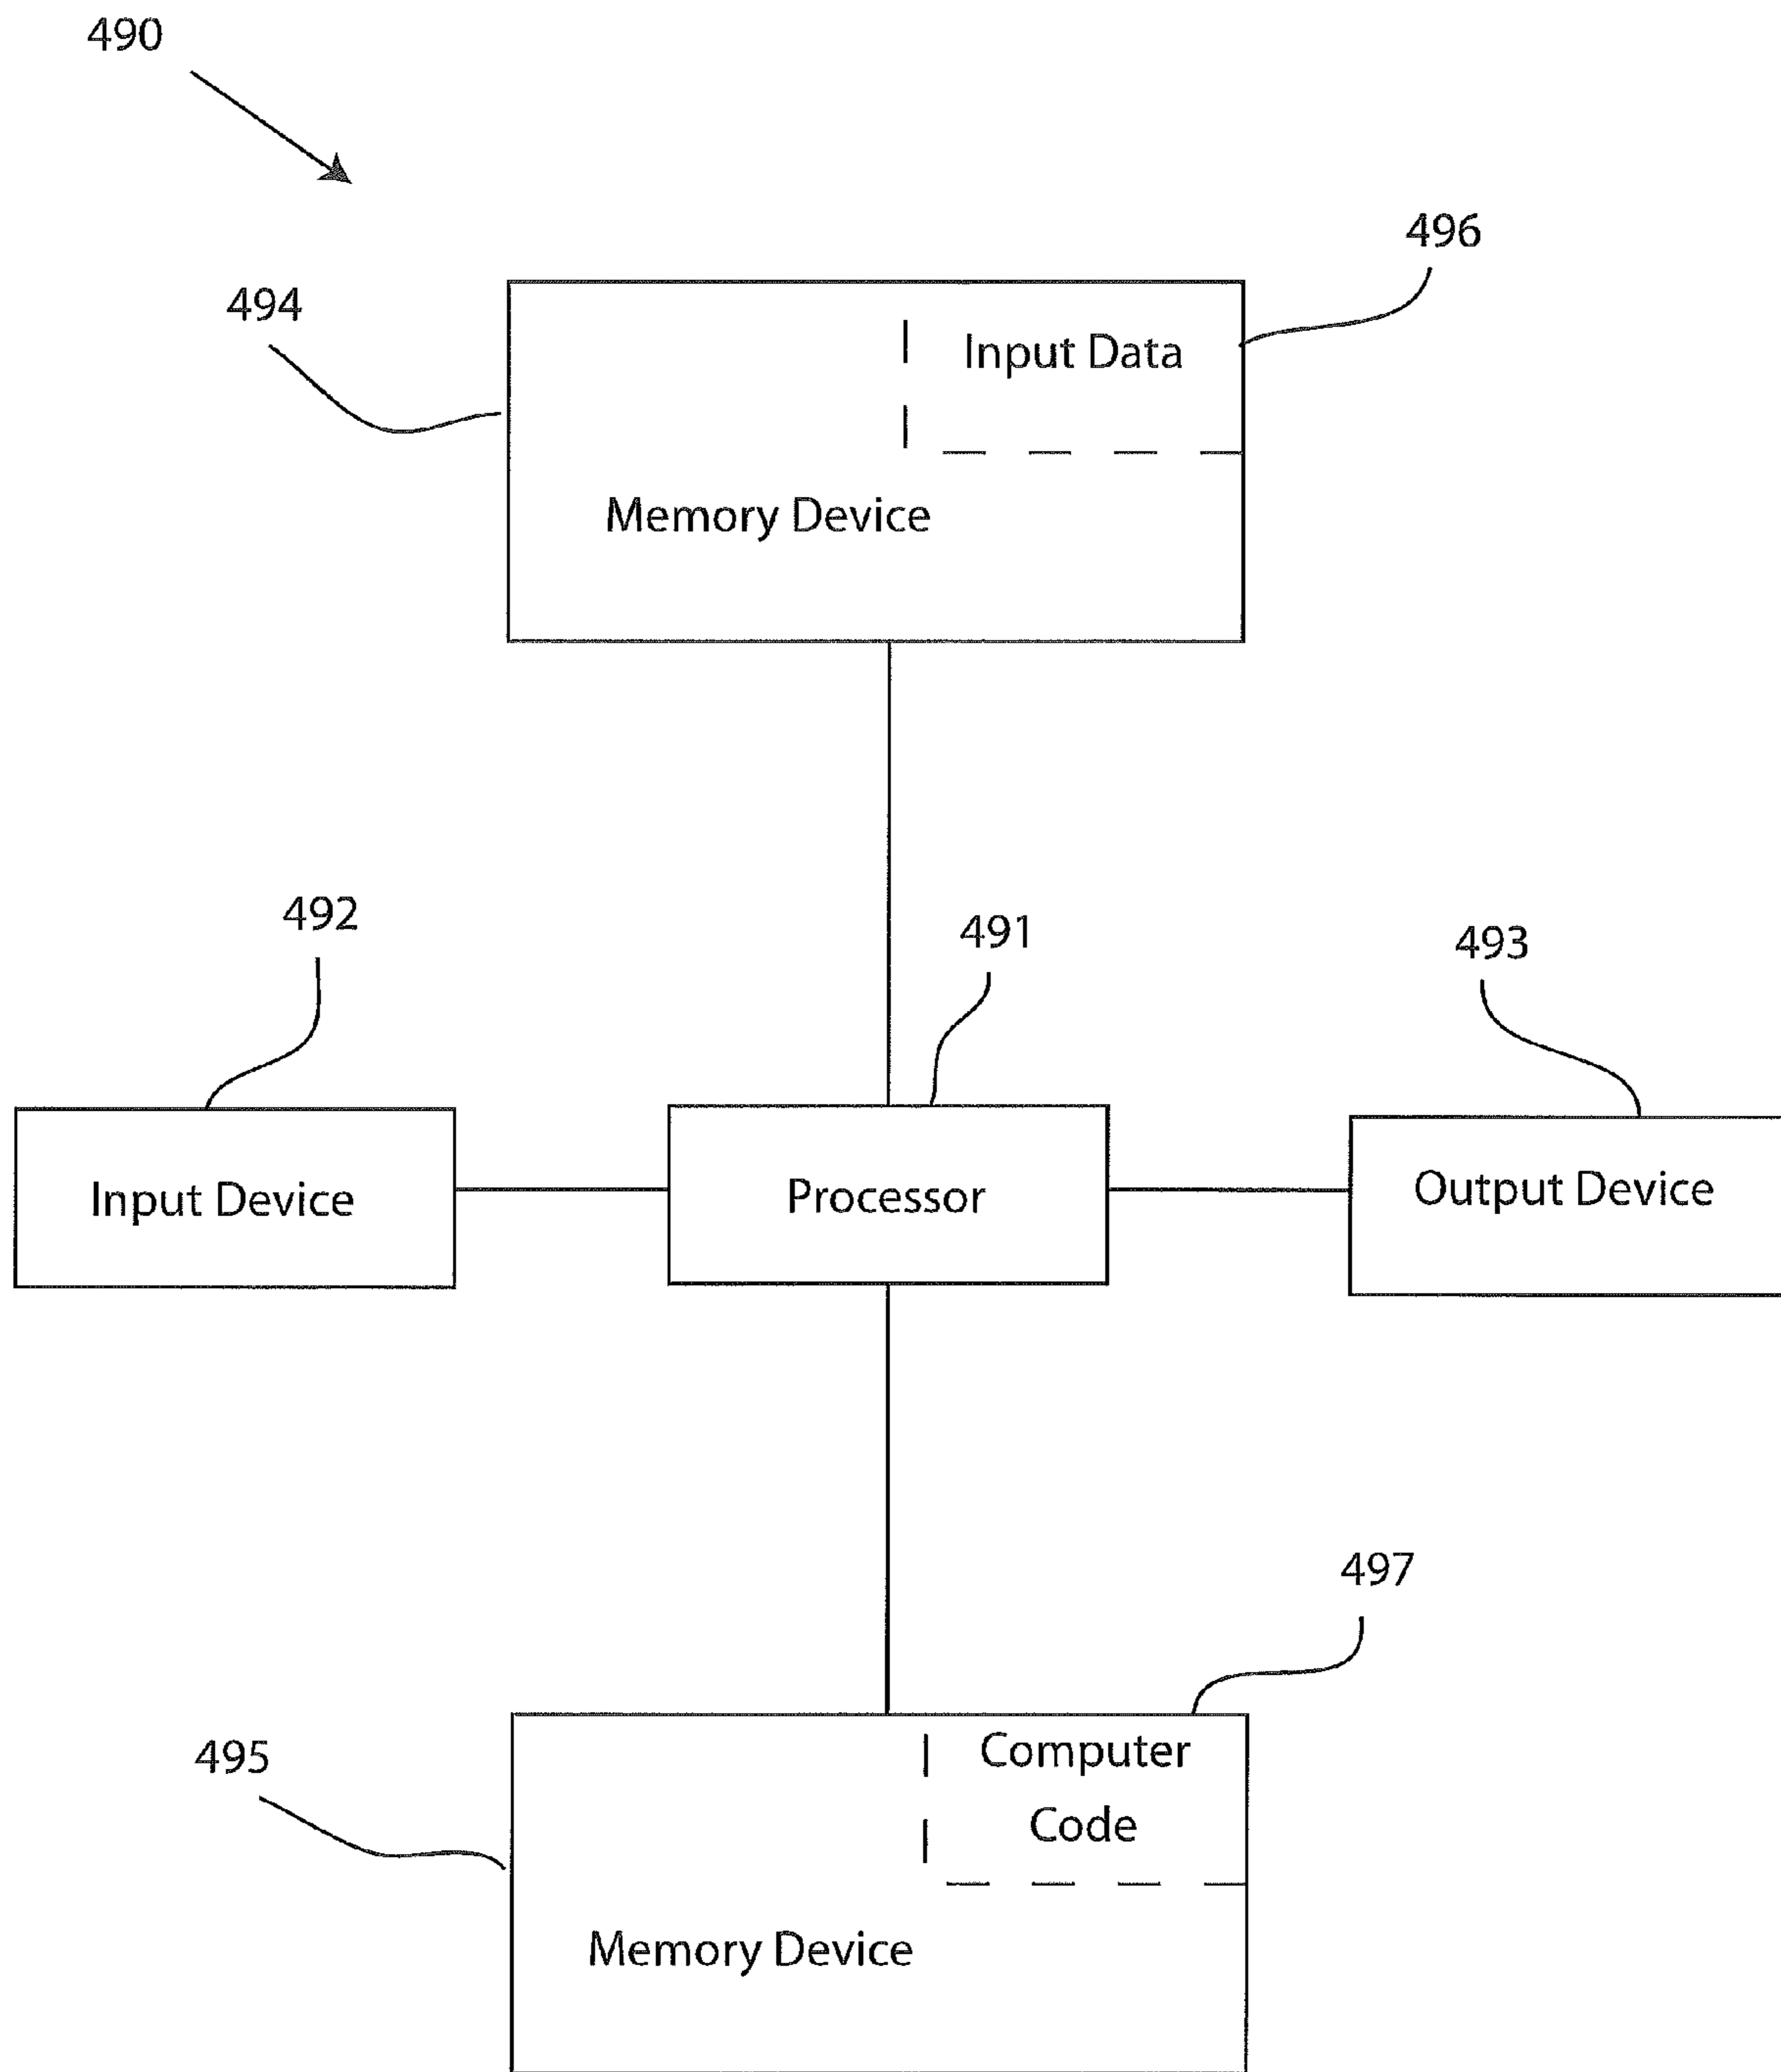 490
496
494
Input Data
Memory Device
492
491
493
Input Device
Processor
Output Device
497
495
Computer
Code
Memory Device